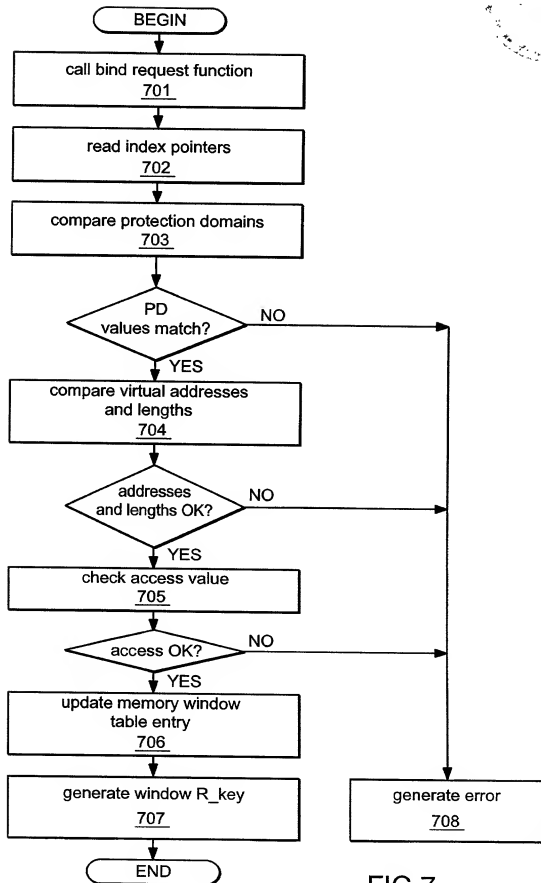 BEGIN
call bind request function
701
read index pointers
702
compare protection domains
703
PD
values match?
NO
YES
compare virtual addresses
and lengths
704
addresses
and lengths OK?
NO
YES
check access value
705
access OK?
NO
YES
update memory window
table entry
706
generate window R_key
707
generate error
708
END